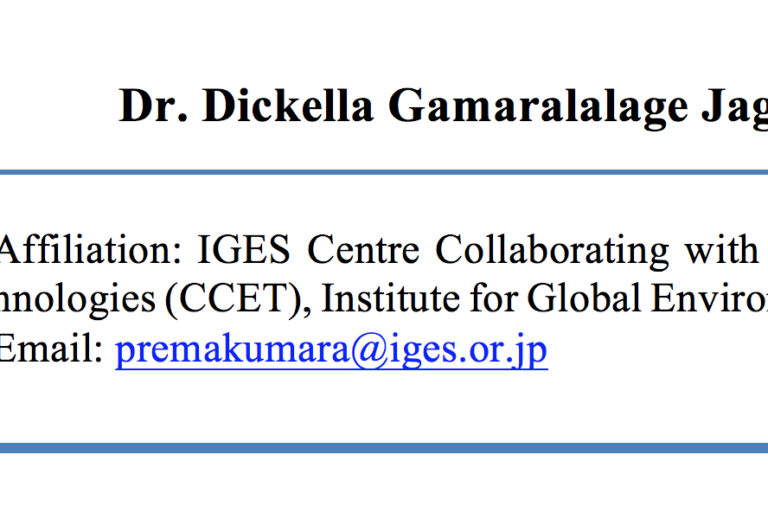 Dr. Dickella Gamaralalage Jag
Affiliation: IGES Centre Collaborating with
hnologies (CCET), Institute for Global Enviro
Email: premakumara@iges.or.jp